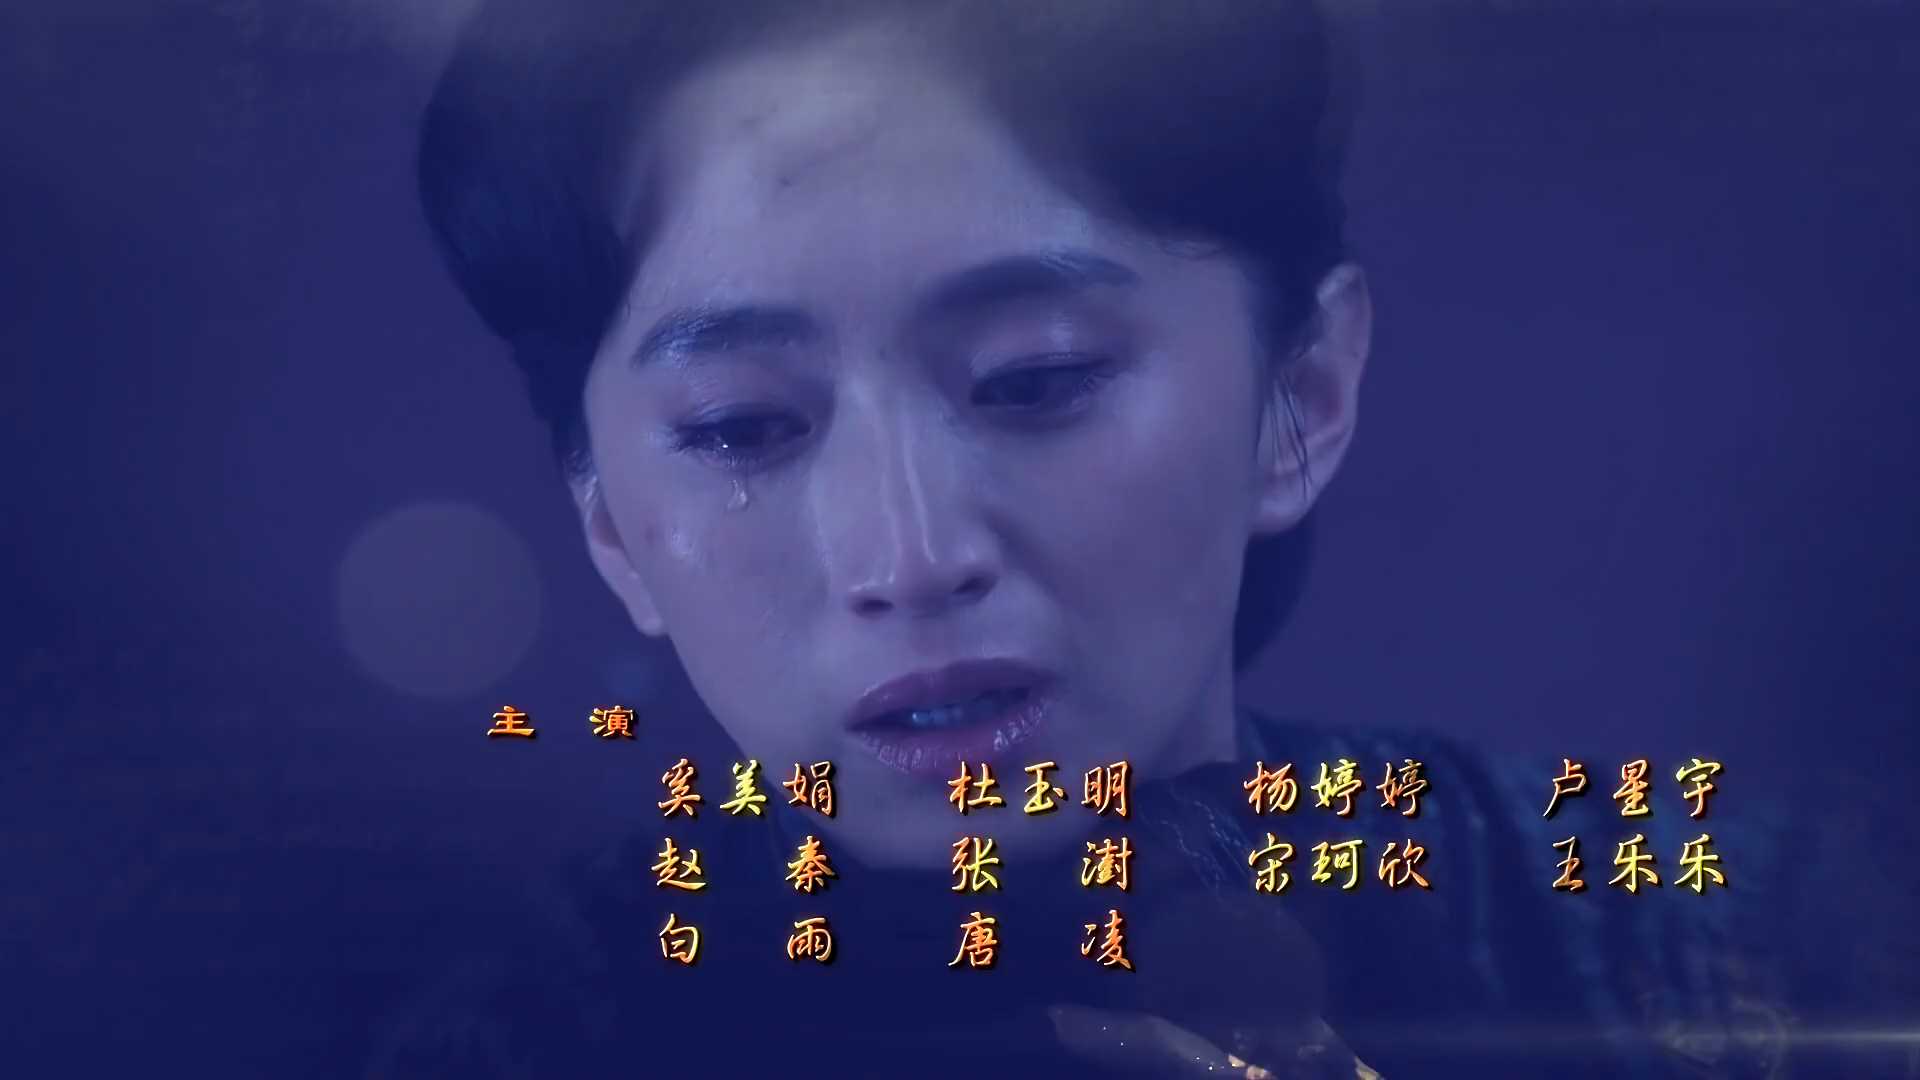 主 演
奚美娟 杜玉明 杨婷婷 卢星宇
赵 秦 张 澍 宋珂欣 王乐乐
白 雨 唐 凌